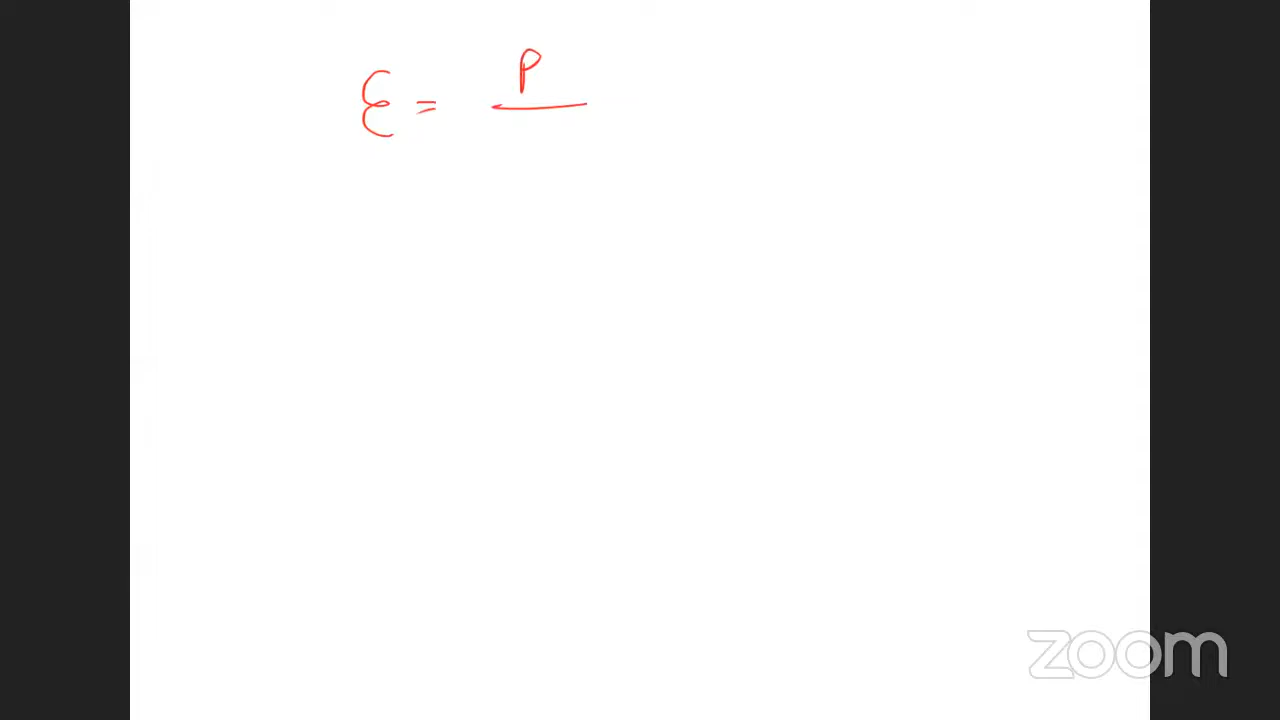 ε = P
zoom